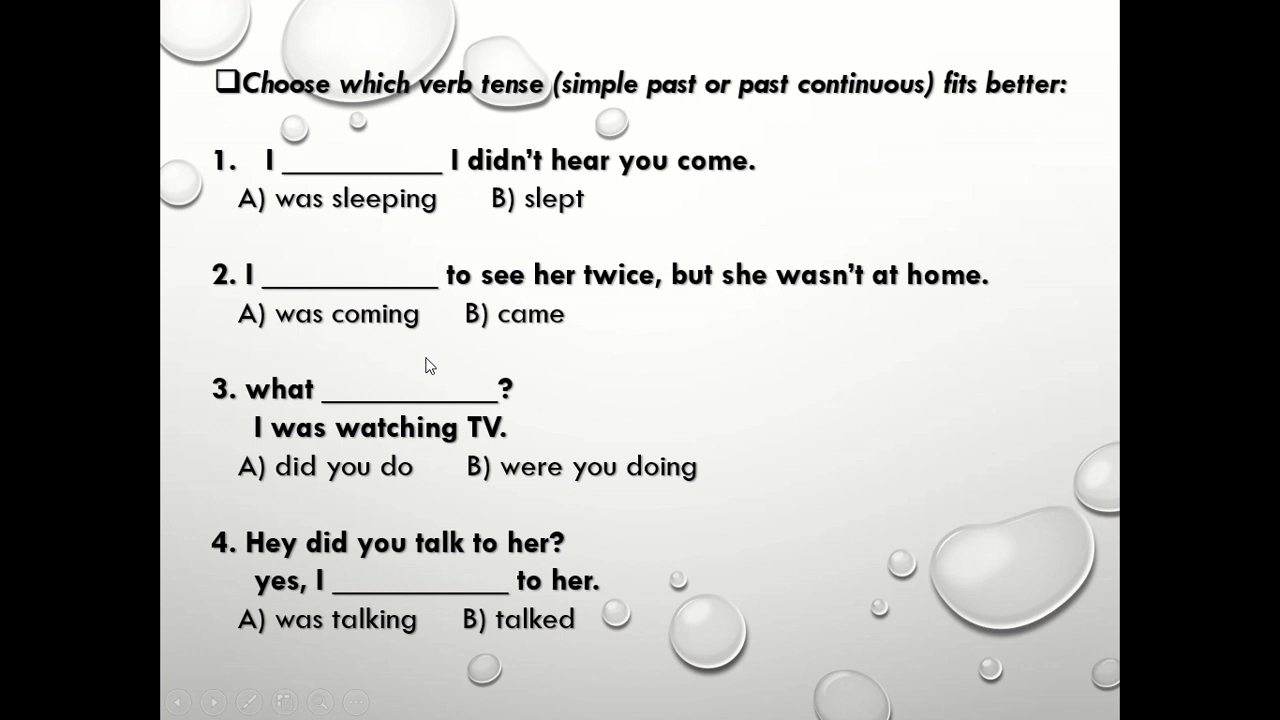 ❑Choose which verb tense (simple past or past continuous) fits better:
1. I ___________ I didn’t hear you come.
A) was sleeping B) slept
2. I ____________ to see her twice, but she wasn’t at home.
A) was coming B) came
3. what ____________?
I was watching TV.
A) did you do B) were you doing
4. Hey did you talk to her?
yes, I ____________ to her.
A) was talking B) talked